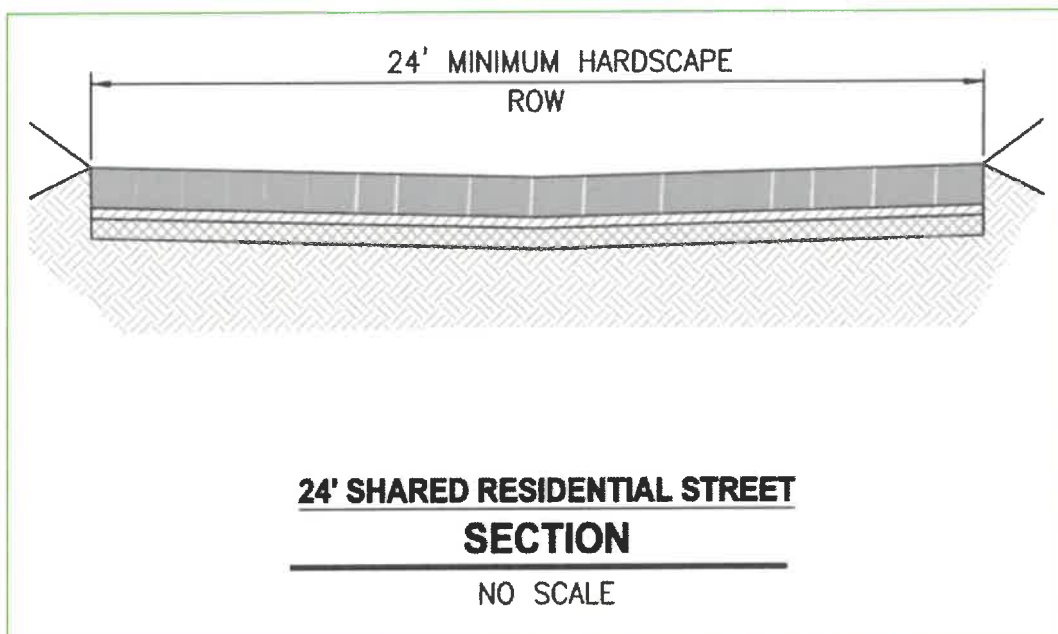 24' MINIMUM HARDSCAPE
ROW
24' SHARED RESIDENTIAL STREET
SECTION
NO SCALE